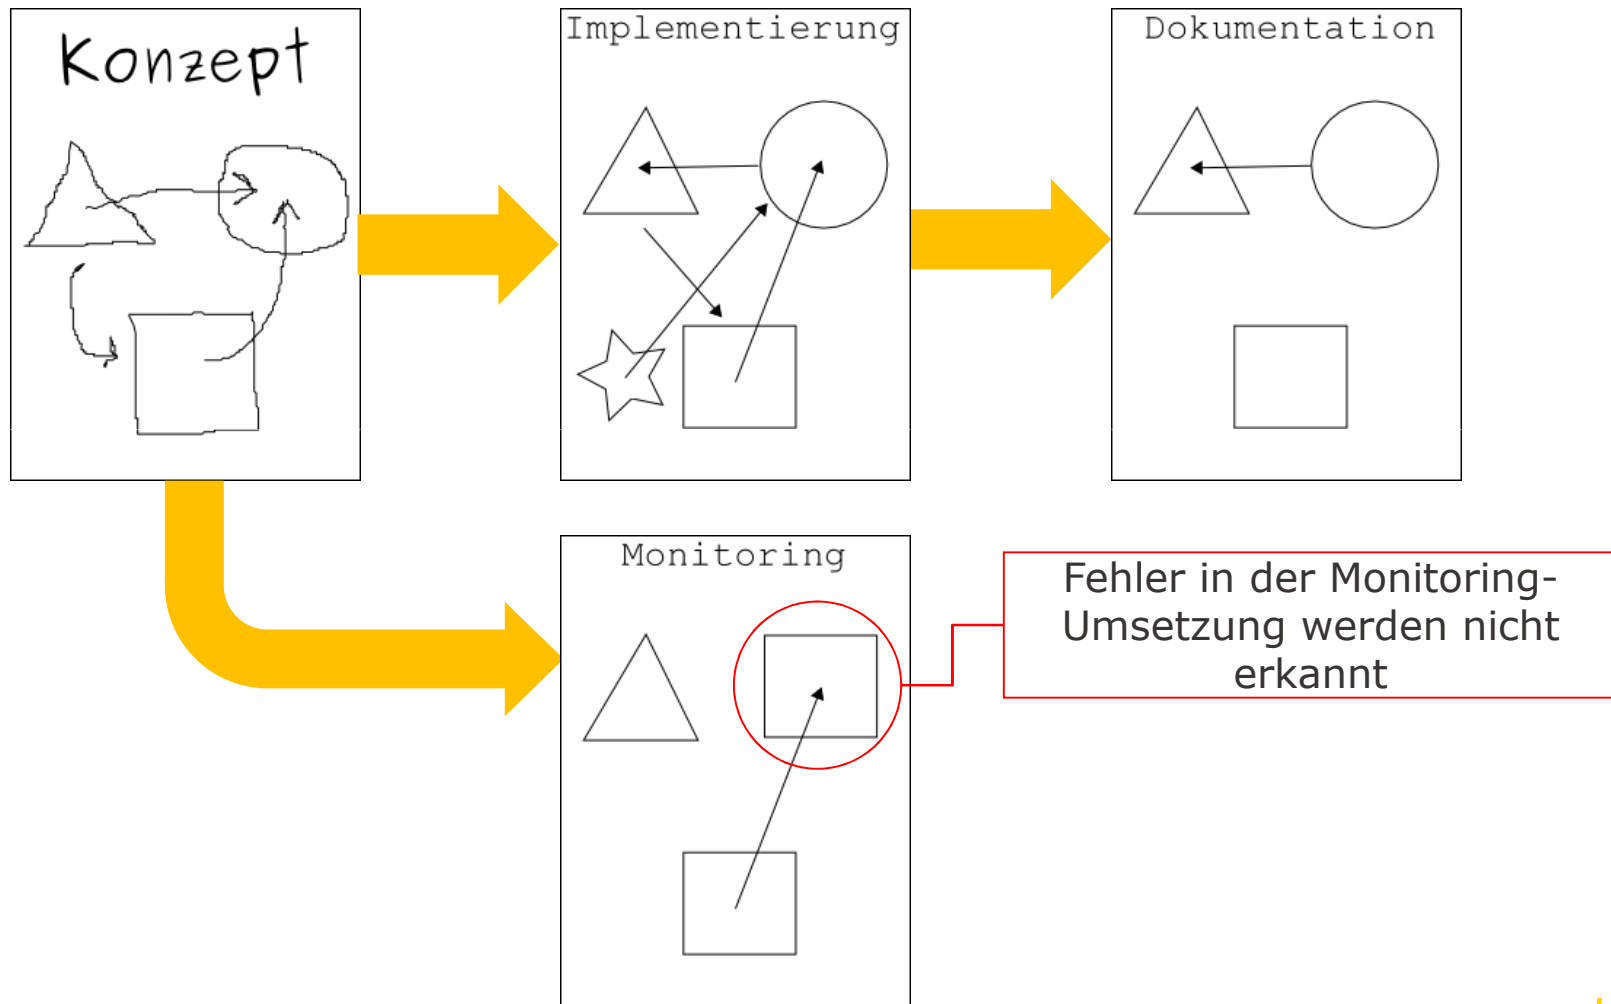 Konzept
Implementierung
Dokumentation
Monitoring
Fehler in der Monitoring-
Umsetzung werden nicht
erkannt